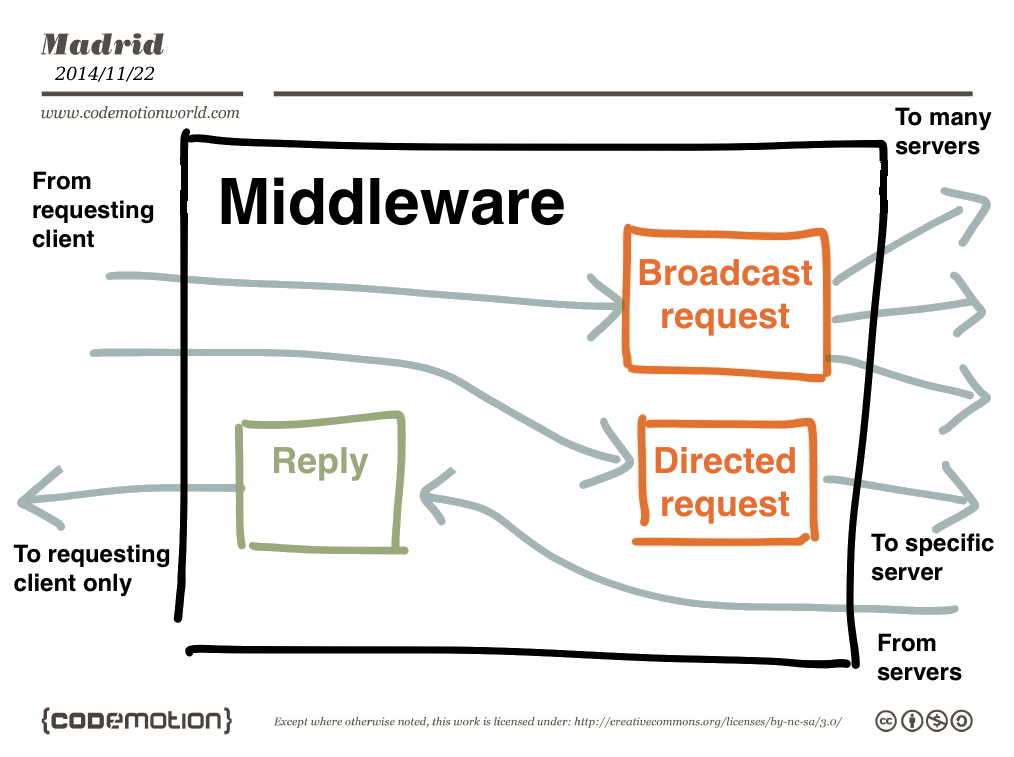 Madrid
2014/11/22
www.codemotionworld.com
To many
servers
From
requesting
client
Middleware
Broadcast
request
Reply
Directed
request
To requesting
client only
To specific
server
From
servers
{codemotion}
Except where otherwise noted, this work is licensed under: http://creativecommons.org/licenses/by-nc-sa/3.0/
cc